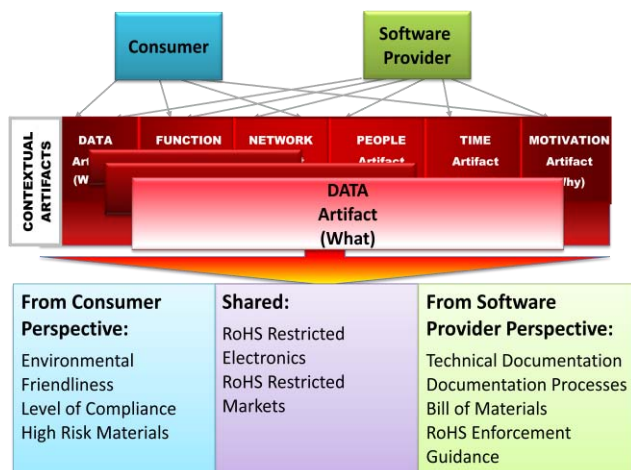 Consumer
Software
Provider
CONTEXTUAL
ARTIFACTS
DATA
FUNCTION
NETWORK
PEOPLE
Artifact
TIME
Artifact
MOTIVATION
Artifact
DATA
Artifact
(What)
From Consumer
Perspective:
Environmental
Friendliness
Level of Compliance
High Risk Materials
Shared:
RoHS Restricted
Electronics
RoHS Restricted
Markets
From Software
Provider Perspective:
Technical Documentation
Documentation Processes
Bill of Materials
RoHS Enforcement
Guidance